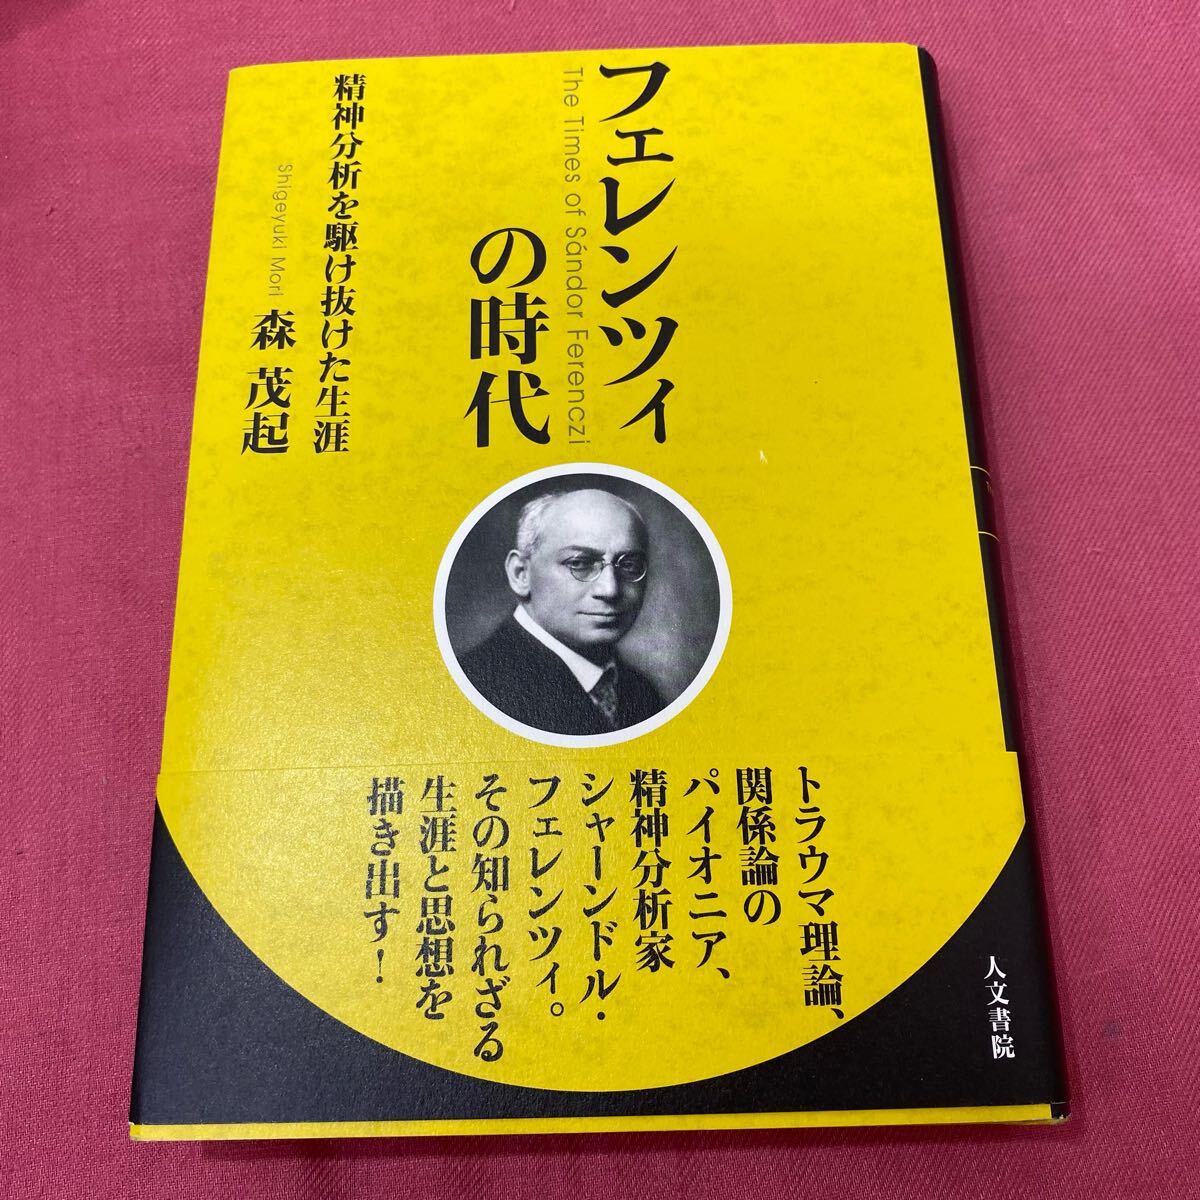 フェレンツィ
の時代
The Times of Sándor Ferenczi
精神分析を駆け抜けた生涯
Shigeyuki Mori
森 茂起
トラウマ理論、
関係論の
パイオニア、
精神分析家
シャーンドル・
フェレンツィ。
その知られざる
生涯と思想を
描き出す!
人文書院